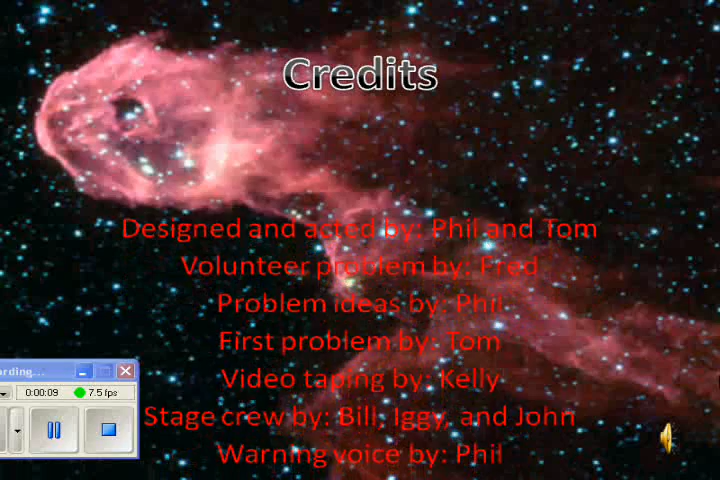 Credits
Designed and acted by: Phil and Tom
Volunteer problem by: Fred
Problem ideas by: Phil
First problem by: Tom
Video taping by: Kelly
Stage crew by: Bill, Iggy, and John
Warning voice by: Phil
ording...
0:00:09 7.5 fps